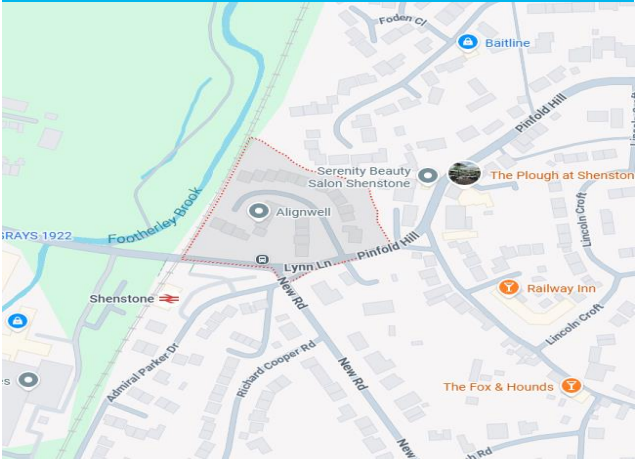 Foden Cl
Baitline
Pinfold Hill
Serenity Beauty
Salon Shenstone
The Plough at Shenston
Alignwell
Lincoln Croft
GRAYS 1922
Footherley Brook
Lynn Ln
Pinfold Hill
Shenstone
New Rd
Railway Inn
Lincoln Croft
Admiral Parker Dr
Richard Cooper Rd
New Rd
The Fox & Hounds
es
New
Rd